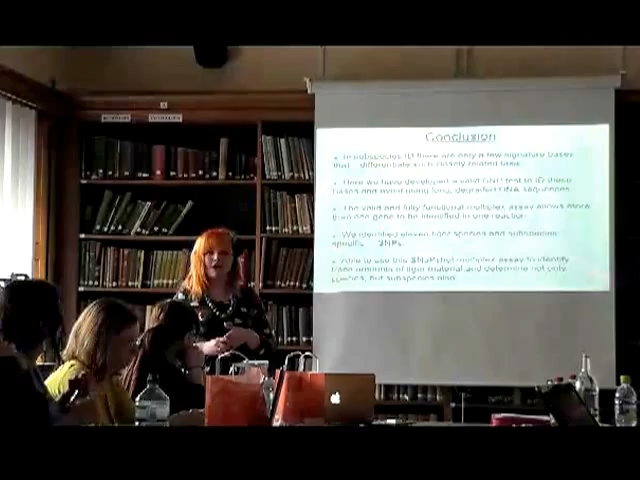 Conclusion
In subspecies ID there are only a few signature bases
that differentiate such closely related taxa.
Here we have developed a valid SNP test to ID these
bases and avoid using long, degraded DNA sequences.
The valid and fully functional multiplex assay allows more
than one gene to be identified in one reaction
We identified eleven tiger species and subspecies
specific SNPs.
Able to use this SNAPshot multiplex assay to identify
trace amounts of tiger material and determine not only
species, but subspecies also.